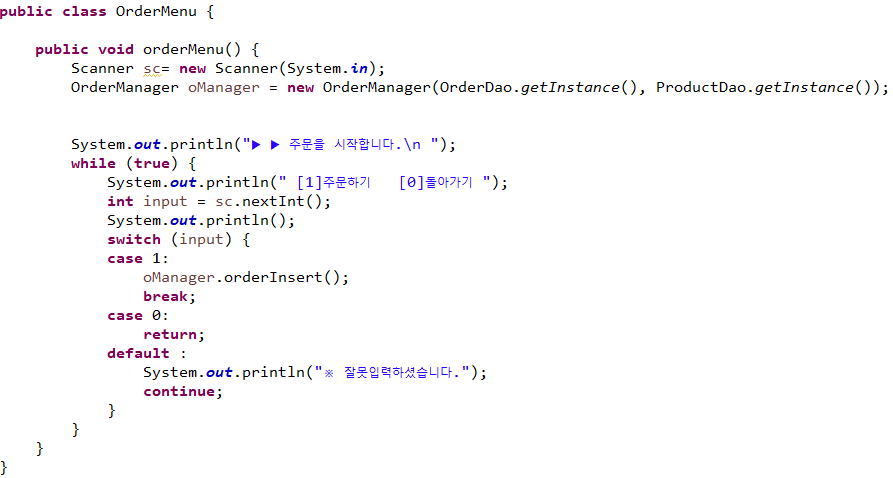 public class OrderMenu {
public void orderMenu() {
Scanner sc= new Scanner(System.in);
OrderManager oManager = new OrderManager(OrderDao.getInstance(), ProductDao.getInstance());
System.out.println("▶ ▶ 주문을 시작합니다.\n ");
while (true) {
System.out.println(" [1]주문하기   [0]돌아가기 ");
int input = sc.nextInt();
System.out.println();
switch (input) {
case 1:
oManager.orderInsert();
break;
case 0:
return;
default :
System.out.println("※ 잘못입력하셨습니다.");
continue;
}
}
}
}